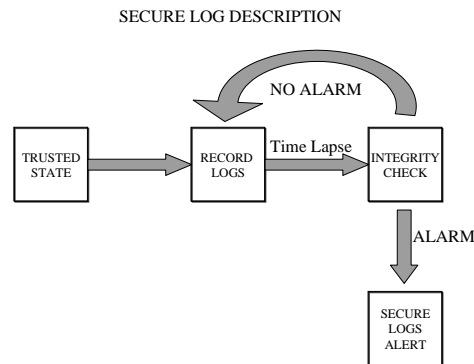 SECURE LOG DESCRIPTION
NO ALARM
TRUSTED
STATE
RECORD
LOGS
Time Lapse
INTEGRITY
CHECK
ALARM
SECURE
LOGS
ALERT